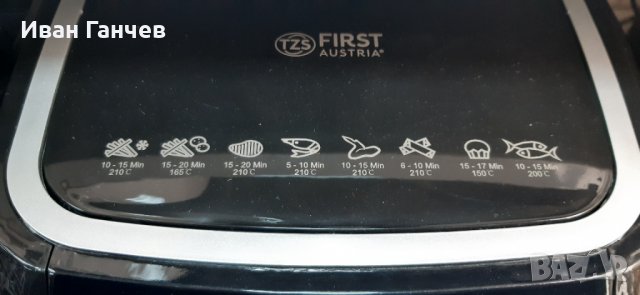 Иван Ганчев
TZS FIRST
AUSTRIA®
10 - 15 Min 15 - 20 Min 15 - 20 Min 5 - 10 Min 10 - 15 Min 6 - 10 Min 15 - 17 Min 10 - 15 Min
210°C 165°C 210°C 210°C 210°C 210°C 150°C 200°C
BAZAR